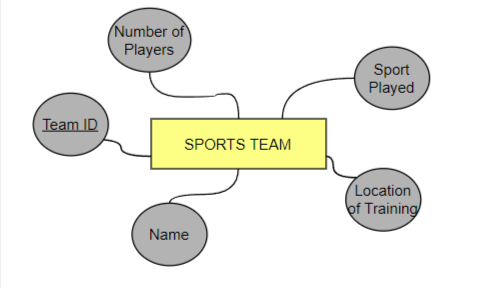 Number of
Players
Sport
Played
Team ID
SPORTS TEAM
Location
of Training
Name